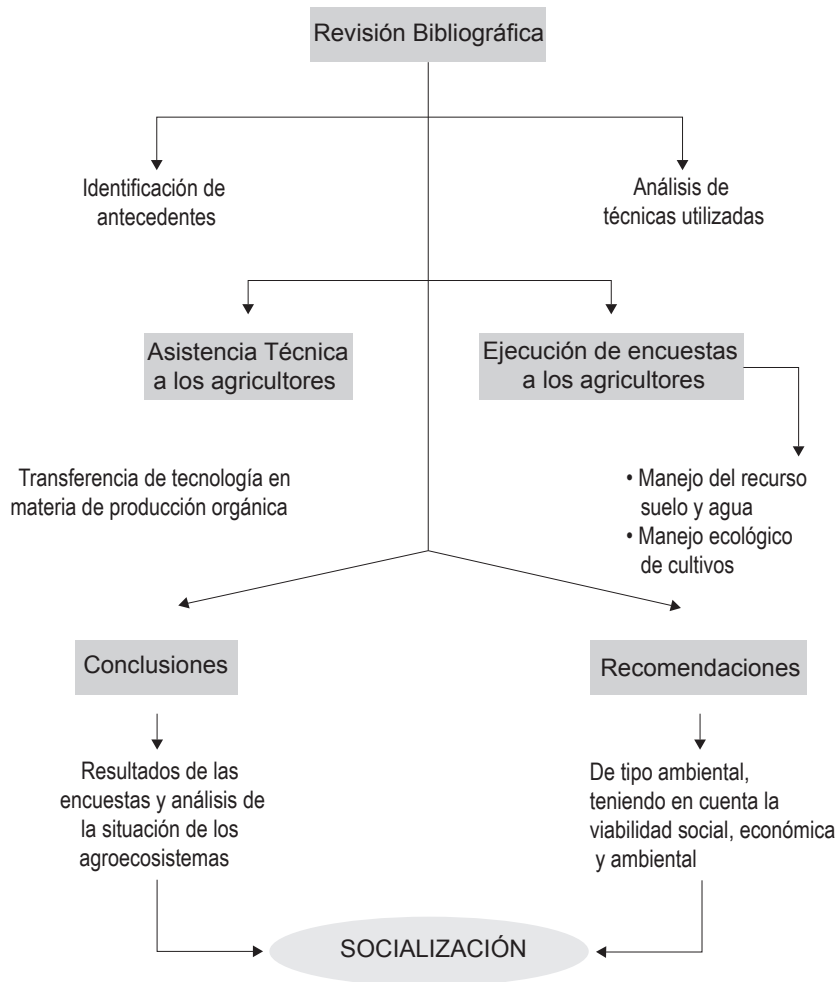 Revisión Bibliográfica
Identificación de
antecedentes
Análisis de
técnicas utilizadas
Asistencia Técnica
a los agricultores
Ejecución de encuestas
a los agricultores
Transferencia de tecnología en
materia de producción orgánica
• Manejo del recurso
suelo y agua
• Manejo ecológico
de cultivos
Conclusiones
Recomendaciones
Resultados de las
encuestas y análisis de
la situación de los
agroecosistemas
De tipo ambiental,
teniendo en cuenta la
viabilidad social, económica
y ambiental
SOCIALIZACIÓN